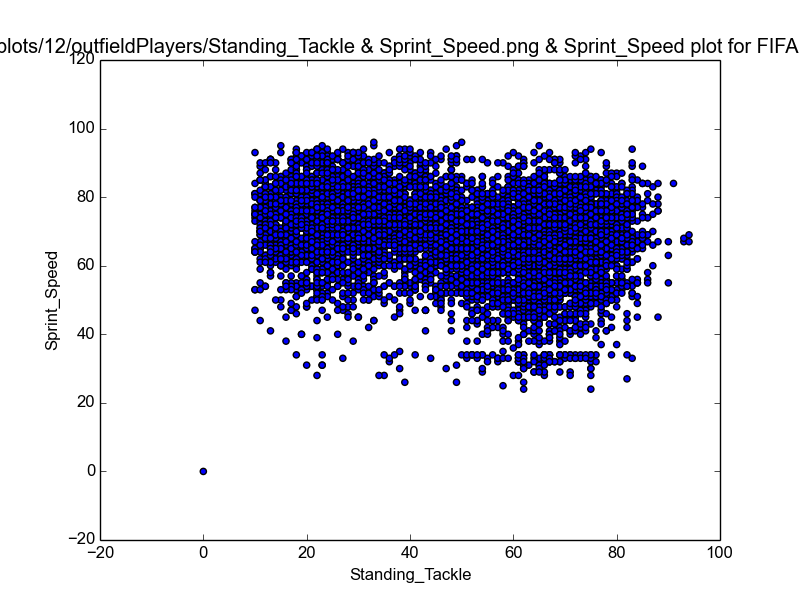 plots/12/outfieldPlayers/Standing_Tackle & Sprint_Speed.png & Sprint_Speed plot for FIFA
120
100
80
60
40
20
0
−20
Sprint_Speed
−20 0 20 40 60 80 100
Standing_Tackle